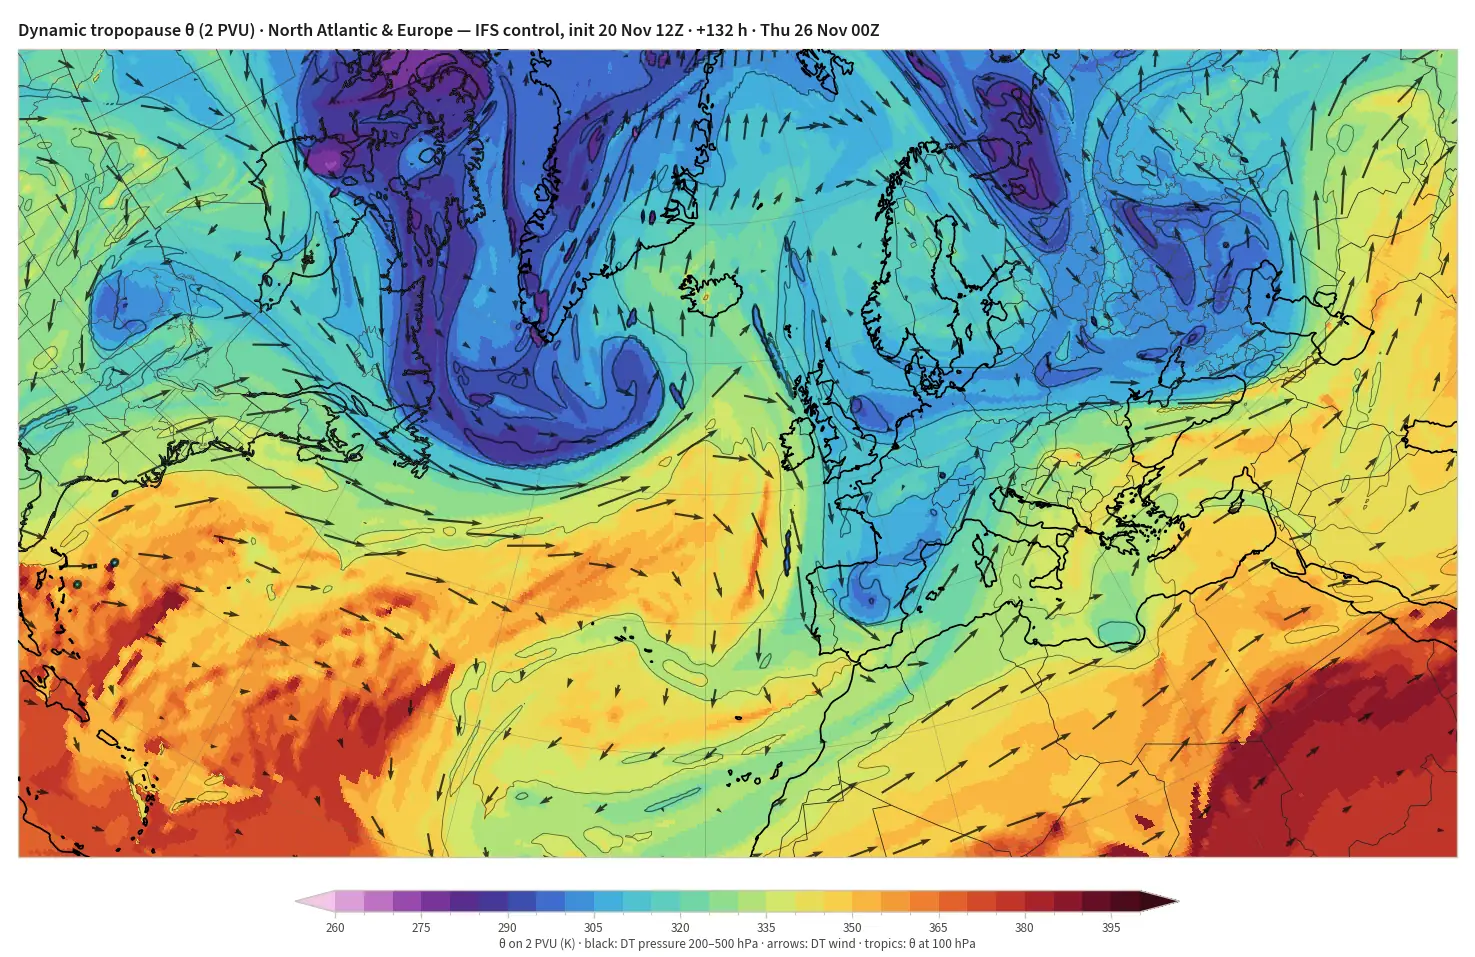 Dynamic tropopause θ (2 PVU) · North Atlantic & Europe — IFS control, init 20 Nov 12Z · +132 h · Thu 26 Nov 00Z
260 275 290 305 320 335 350 365 380 395
θ on 2 PVU (K) · black: DT pressure 200–500 hPa · arrows: DT wind · tropics: θ at 100 hPa